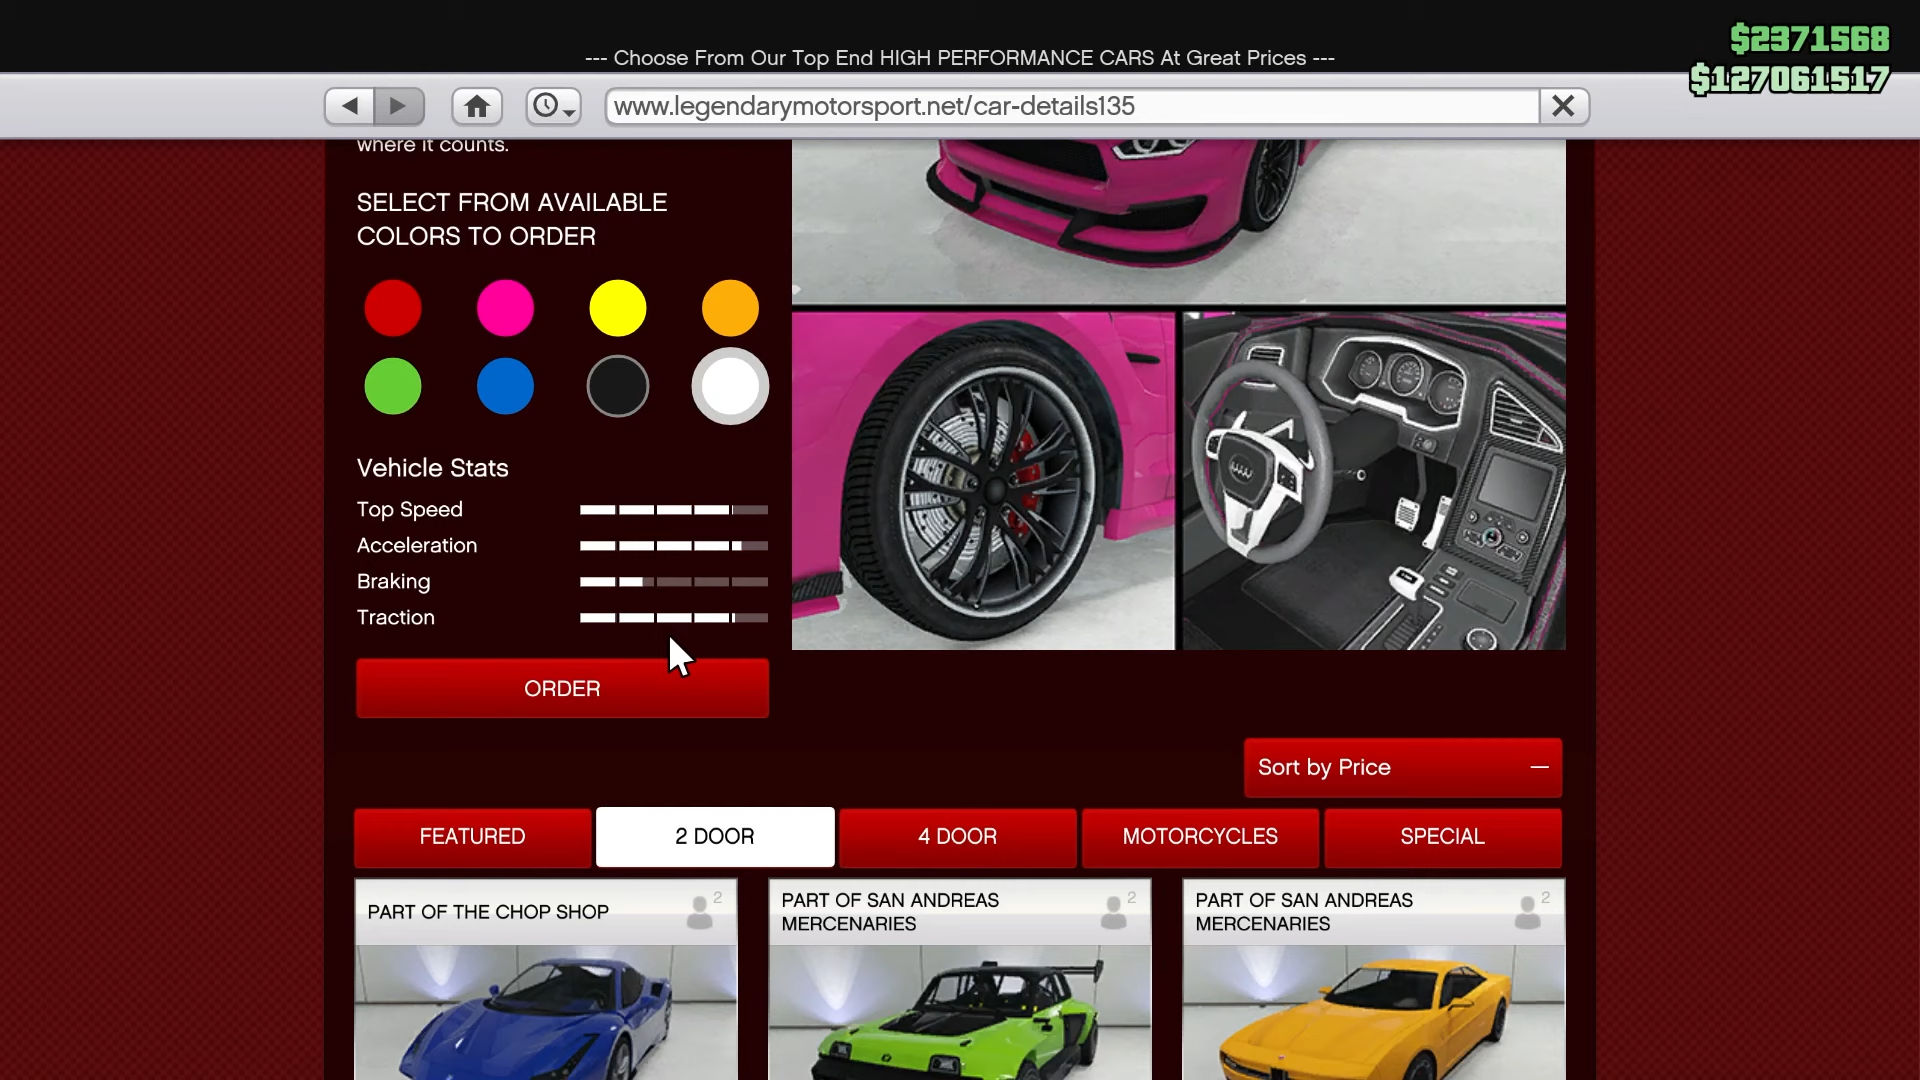 $2371568
--- Choose From Our Top End HIGH PERFORMANCE CARS At Great Prices ---
$127061517
www.legendarymotorsport.net/car-details135
where it counts.
SELECT FROM AVAILABLE
COLORS TO ORDER
Vehicle Stats
Top Speed
Acceleration
Braking
Traction
ORDER
Sort by Price
FEATURED
2 DOOR
4 DOOR
MOTORCYCLES
SPECIAL
PART OF THE CHOP SHOP
2
PART OF SAN ANDREAS
MERCENARIES
2
PART OF SAN ANDREAS
MERCENARIES
2